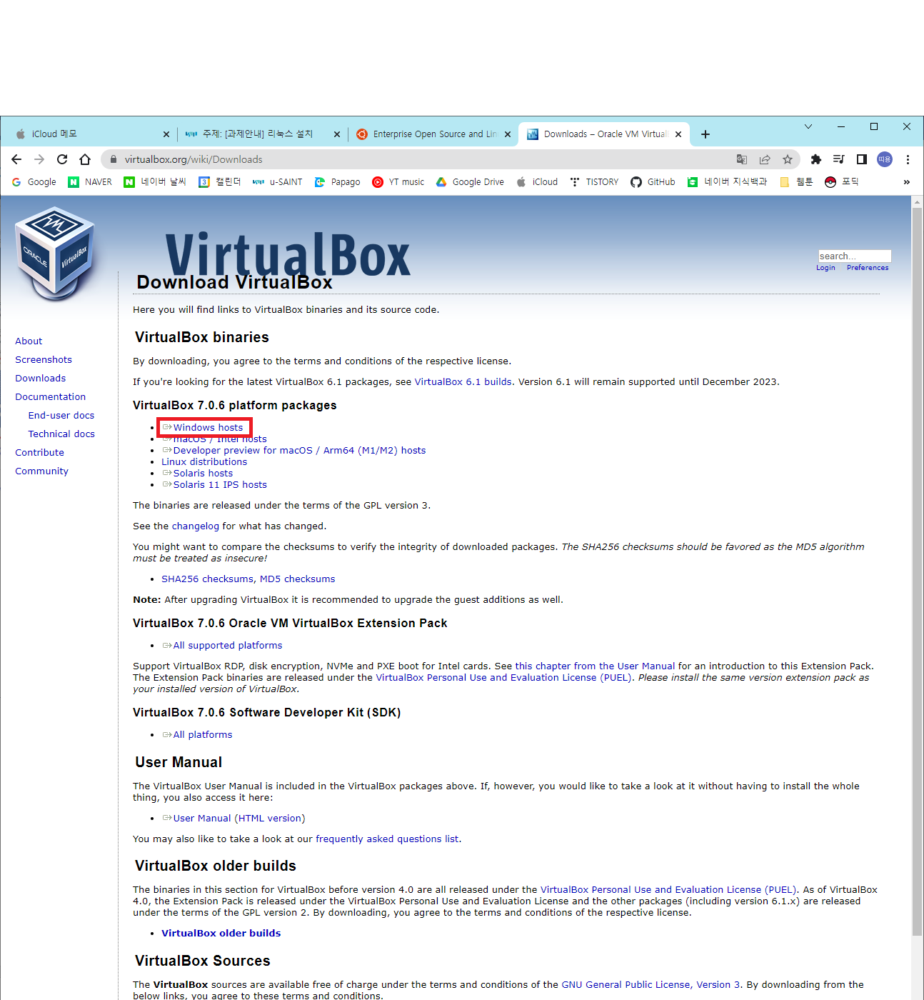 iCloud 메모
주제: [과제안내] 리눅스 설치
Enterprise Open Source and Lin
Downloads – Oracle VM Virtual
virtualbox.org/wiki/Downloads
띠용
Google
NAVER
네이버 날씨
캘린더
u-SAINT
Papago
YT music
Google Drive
iCloud
TISTORY
GitHub
네이버 지식백과
웹툰
포딕
»
ORACLE
VirtualBox
VirtualBox
search...
Login Preferences
About
Screenshots
Downloads
Documentation
End-user docs
Technical docs
Contribute
Community
Download VirtualBox
Here you will find links to VirtualBox binaries and its source code.
VirtualBox binaries
By downloading, you agree to the terms and conditions of the respective license.
If you're looking for the latest VirtualBox 6.1 packages, see VirtualBox 6.1 builds. Version 6.1 will remain supported until December 2023.
VirtualBox 7.0.6 platform packages
• Windows hosts
• macOS / Intel hosts
• Developer preview for macOS / Arm64 (M1/M2) hosts
• Linux distributions
• Solaris hosts
• Solaris 11 IPS hosts
The binaries are released under the terms of the GPL version 3.
See the changelog for what has changed.
You might want to compare the checksums to verify the integrity of downloaded packages. The SHA256 checksums should be favored as the MD5 algorithm
must be treated as insecure!
• SHA256 checksums, MD5 checksums
Note: After upgrading VirtualBox it is recommended to upgrade the guest additions as well.
VirtualBox 7.0.6 Oracle VM VirtualBox Extension Pack
• All supported platforms
Support VirtualBox RDP, disk encryption, NVMe and PXE boot for Intel cards. See this chapter from the User Manual for an introduction to this Extension Pack.
The Extension Pack binaries are released under the VirtualBox Personal Use and Evaluation License (PUEL). Please install the same version extension pack as
your installed version of VirtualBox.
VirtualBox 7.0.6 Software Developer Kit (SDK)
• All platforms
User Manual
The VirtualBox User Manual is included in the VirtualBox packages above. If, however, you would like to take a look at it without having to install the whole
thing, you also access it here:
• User Manual (HTML version)
You may also like to take a look at our frequently asked questions list.
VirtualBox older builds
The binaries in this section for VirtualBox before version 4.0 are all released under the VirtualBox Personal Use and Evaluation License (PUEL). As of VirtualBox
4.0, the Extension Pack is released under the VirtualBox Personal Use and Evaluation License and the other packages (including version 6.1.x) are released
under the terms of the GPL version 2. By downloading, you agree to the terms and conditions of the respective license.
• VirtualBox older builds
VirtualBox Sources
The VirtualBox sources are available free of charge under the terms and conditions of the GNU General Public License, Version 3. By downloading from the
below links, you agree to these terms and conditions.